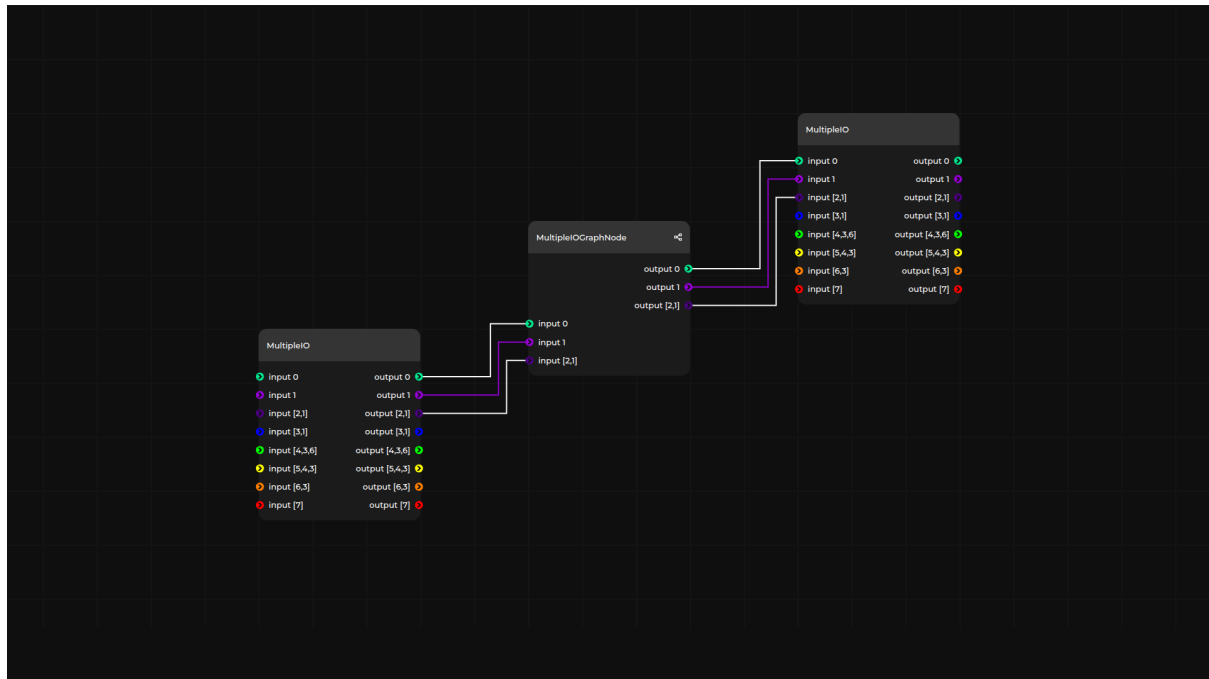 MultipleIO
input 0 output 0
input 1 output 1
input [2,1] output [2,1]
input [3,1] output [3,1]
input [4,3,6] output [4,3,6]
input [5,4,3] output [5,4,3]
input [6,3] output [6,3]
input [7] output [7]
MultipleIOGraphNode
output 0
output 1
output [2,1]
input 0
input 1
input [2,1]
MultipleIO
input 0 output 0
input 1 output 1
input [2,1] output [2,1]
input [3,1] output [3,1]
input [4,3,6] output [4,3,6]
input [5,4,3] output [5,4,3]
input [6,3] output [6,3]
input [7] output [7]